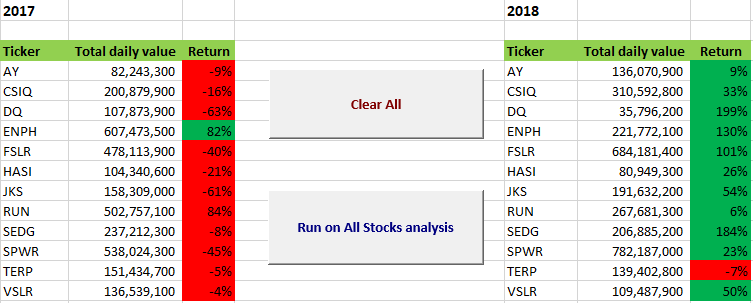 2017 2018
Ticker Total daily value Return Ticker Total daily value Return
AY 82,243,300 -9% AY 136,070,900 9%
CSIQ 200,879,900 -16% CSIQ 310,592,800 33%
DQ 107,873,900 -63% DQ 35,796,200 199%
ENPH 607,473,500 82% ENPH 221,772,100 130%
FSLR 478,113,900 -40% FSLR 684,181,400 101%
HASI 104,340,600 -21% HASI 80,949,300 26%
JKS 158,309,000 -61% JKS 191,632,200 54%
RUN 502,757,100 84% RUN 267,681,300 6%
SEDG 237,212,300 -8% SEDG 206,885,200 184%
SPWR 538,024,300 -45% SPWR 782,187,000 23%
TERP 151,434,700 -5% TERP 139,402,800 -7%
VSLR 136,539,100 -4% VSLR 109,487,900 50%
Clear All
Run on All Stocks analysis